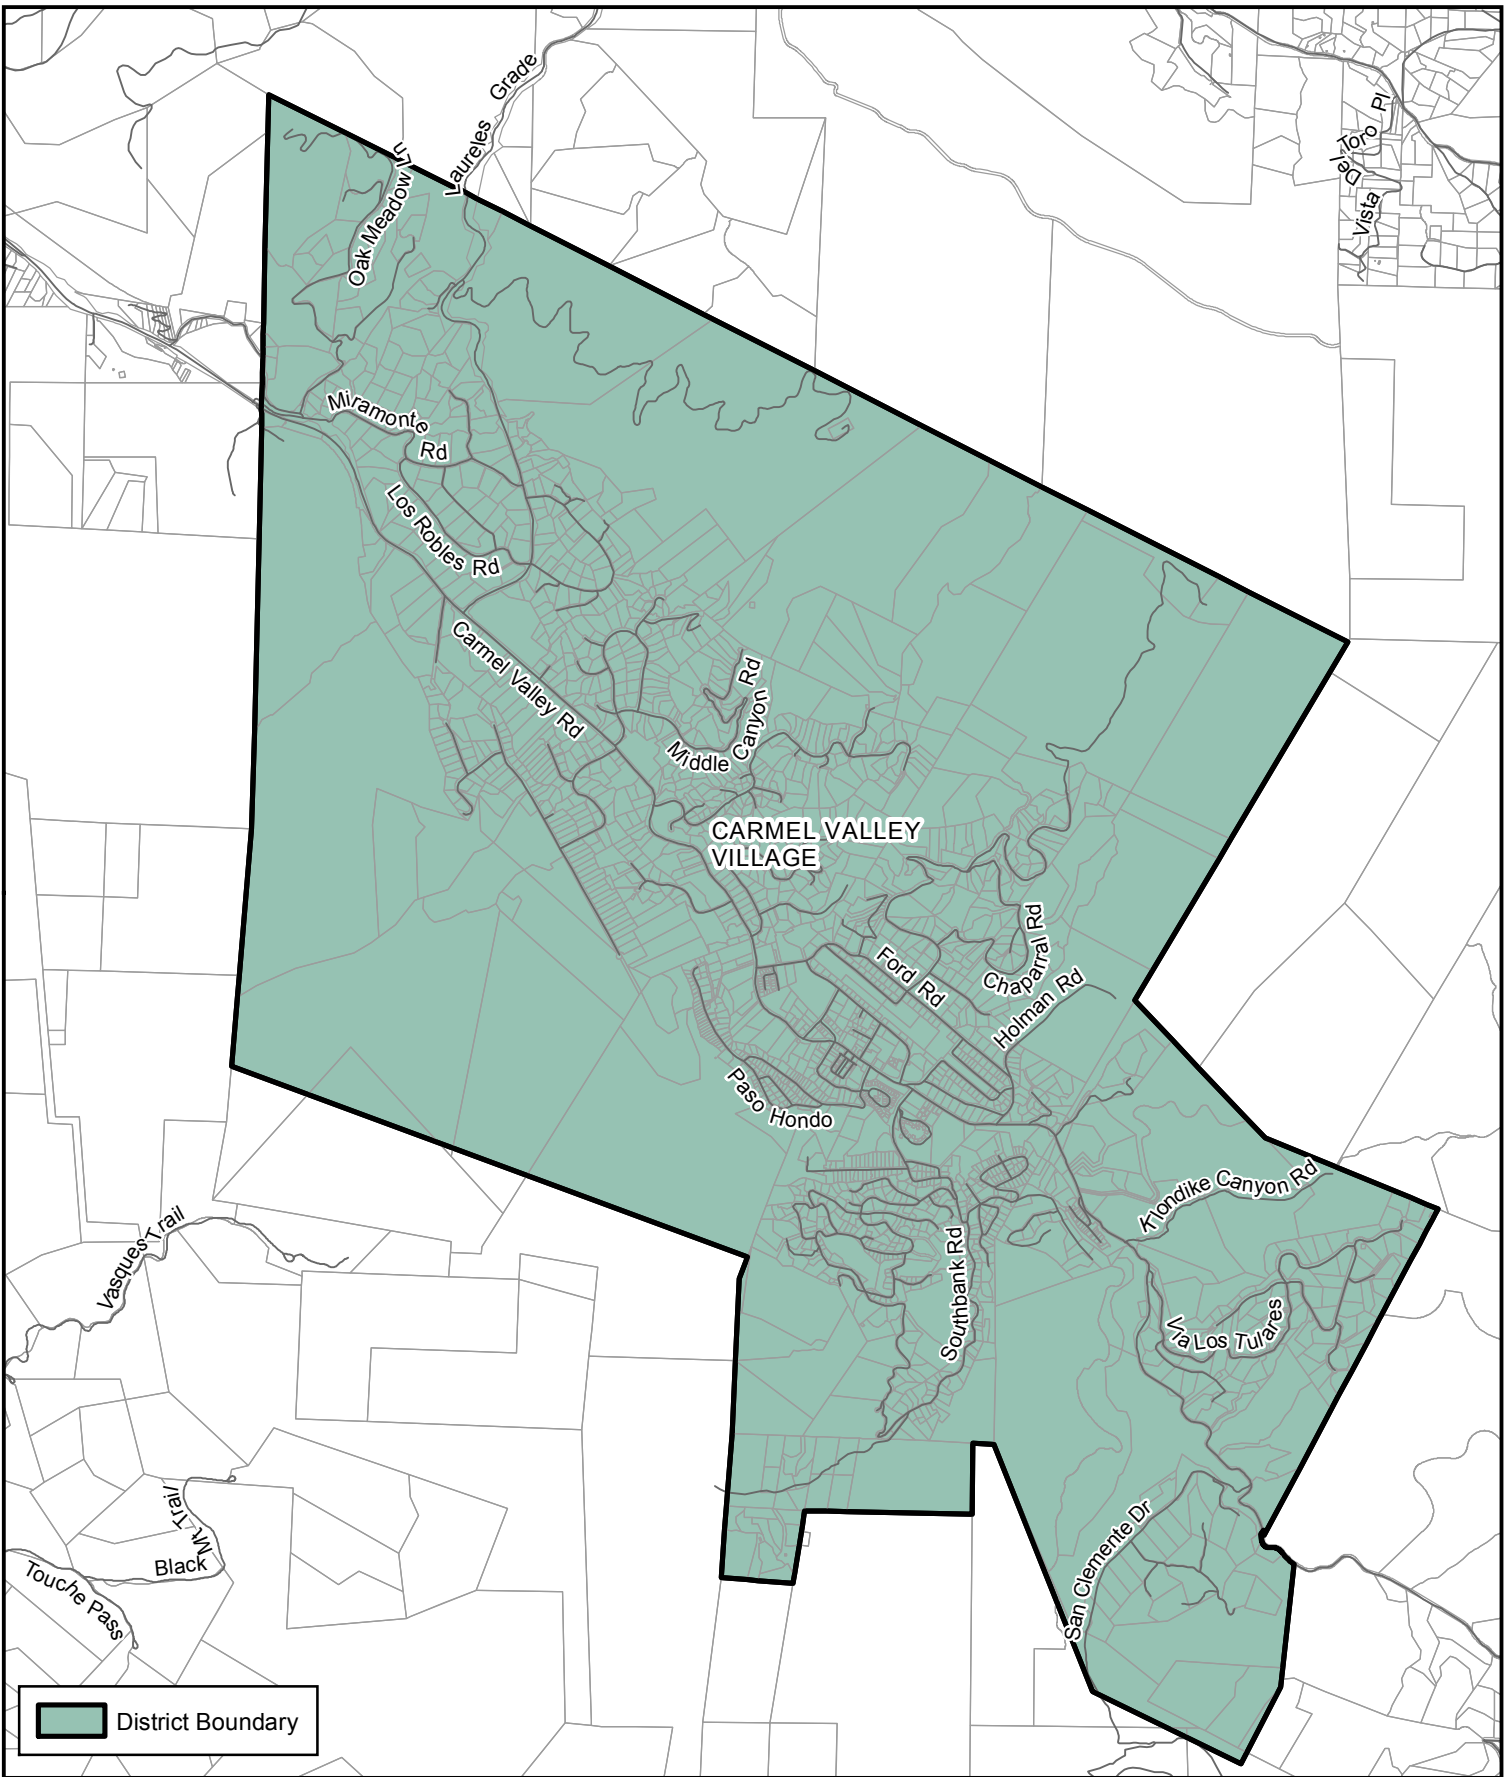 Laureles Grade
Oak Meadow Ln
Vista Del Toro Pl
Miramonte Rd
Los Robles Rd
Carmel Valley Rd
Middle Canyon Rd
CARMEL VALLEY
VILLAGE
Ford Rd
Chaparral Rd
Holman Rd
Paso Hondo
Klondike Canyon Rd
Vasques Trail
Southbank Rd
Via Los Tulares
Black Mt. Trail
Touche Pass
San Clemente Dr
District Boundary